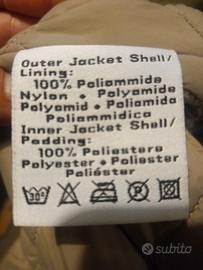 Outer Jacket Shell/
Lining:
100% Poliammide
Nylon • Polyamide
Polyamid • Poliamida
Poliammidica
Inner Jacket Shell/
Padding:
100% Poliestere
Polyester • Poliester
Poliéster
30°
P
subito